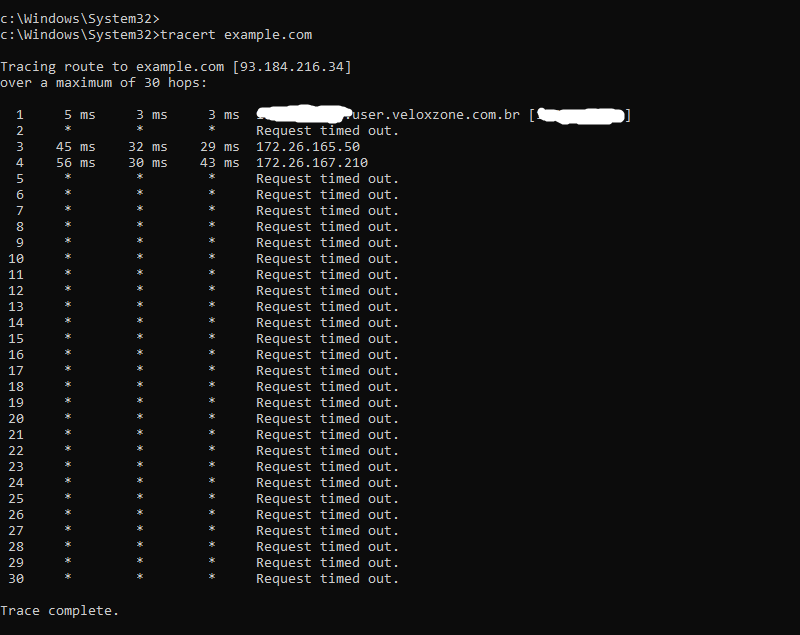 c:\Windows\System32>
c:\Windows\System32>tracert example.com
Tracing route to example.com [93.184.216.34]
over a maximum of 30 hops:
1 5 ms 3 ms 3 ms .user.veloxzone.com.br [ ]
2 * * * Request timed out.
3 45 ms 32 ms 29 ms 172.26.165.50
4 56 ms 30 ms 43 ms 172.26.167.210
5 * * * Request timed out.
6 * * * Request timed out.
7 * * * Request timed out.
8 * * * Request timed out.
9 * * * Request timed out.
10 * * * Request timed out.
11 * * * Request timed out.
12 * * * Request timed out.
13 * * * Request timed out.
14 * * * Request timed out.
15 * * * Request timed out.
16 * * * Request timed out.
17 * * * Request timed out.
18 * * * Request timed out.
19 * * * Request timed out.
20 * * * Request timed out.
21 * * * Request timed out.
22 * * * Request timed out.
23 * * * Request timed out.
24 * * * Request timed out.
25 * * * Request timed out.
26 * * * Request timed out.
27 * * * Request timed out.
28 * * * Request timed out.
29 * * * Request timed out.
30 * * * Request timed out.
Trace complete.